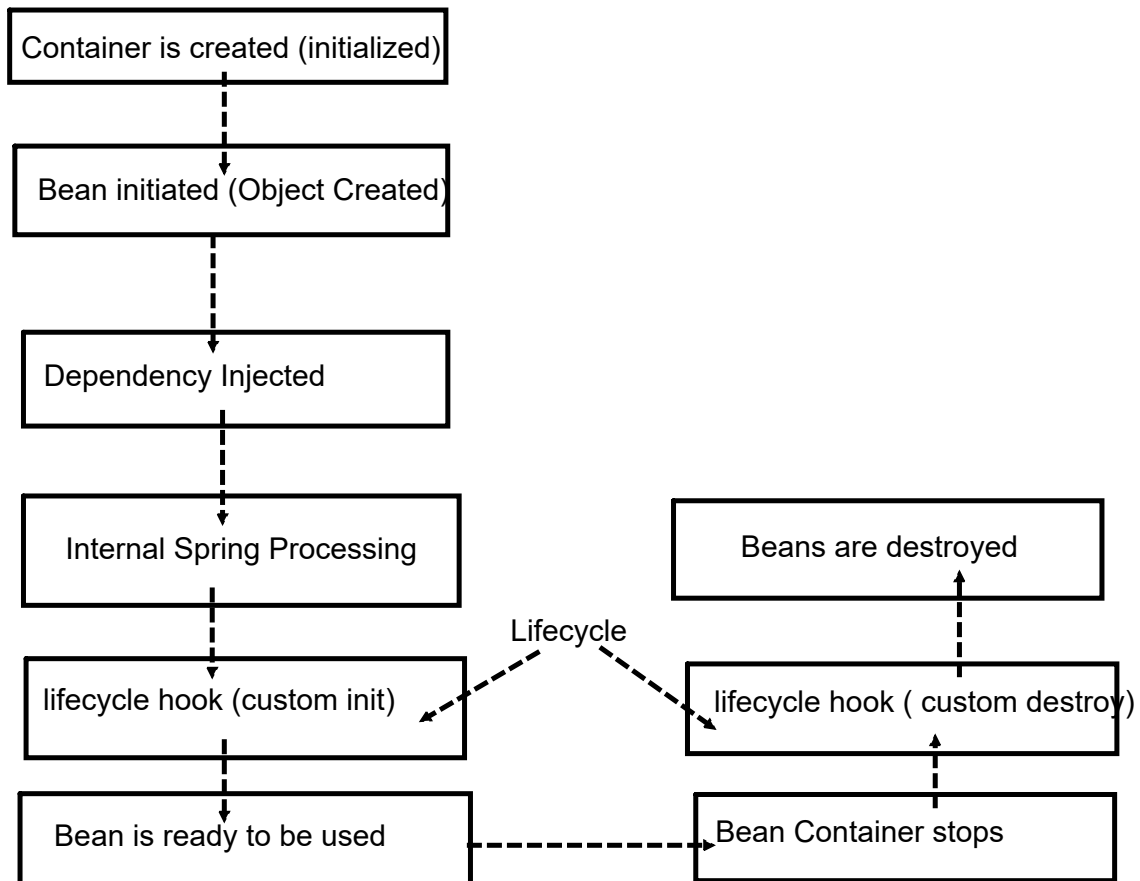 Container is created (initialized)
Bean initiated (Object Created)
Dependency Injected
Internal Spring Processing
Lifecycle
lifecycle hook (custom init)
Bean is ready to be used
Bean Container stops
lifecycle hook ( custom destroy)
Beans are destroyed